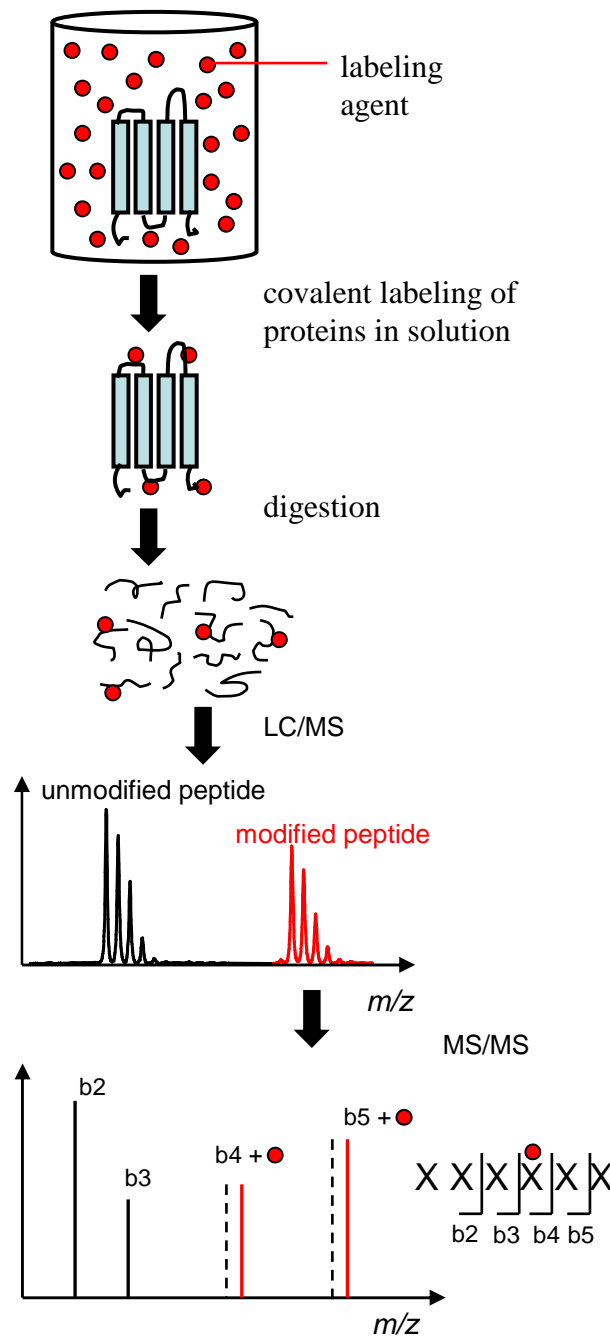 labeling
agent
covalent labeling of
proteins in solution
digestion
LC/MS
unmodified peptide
modified peptide
m/z
MS/MS
b2
b5 +
b4 +
b3
X X X X X X
b2 b3 b4 b5
m/z